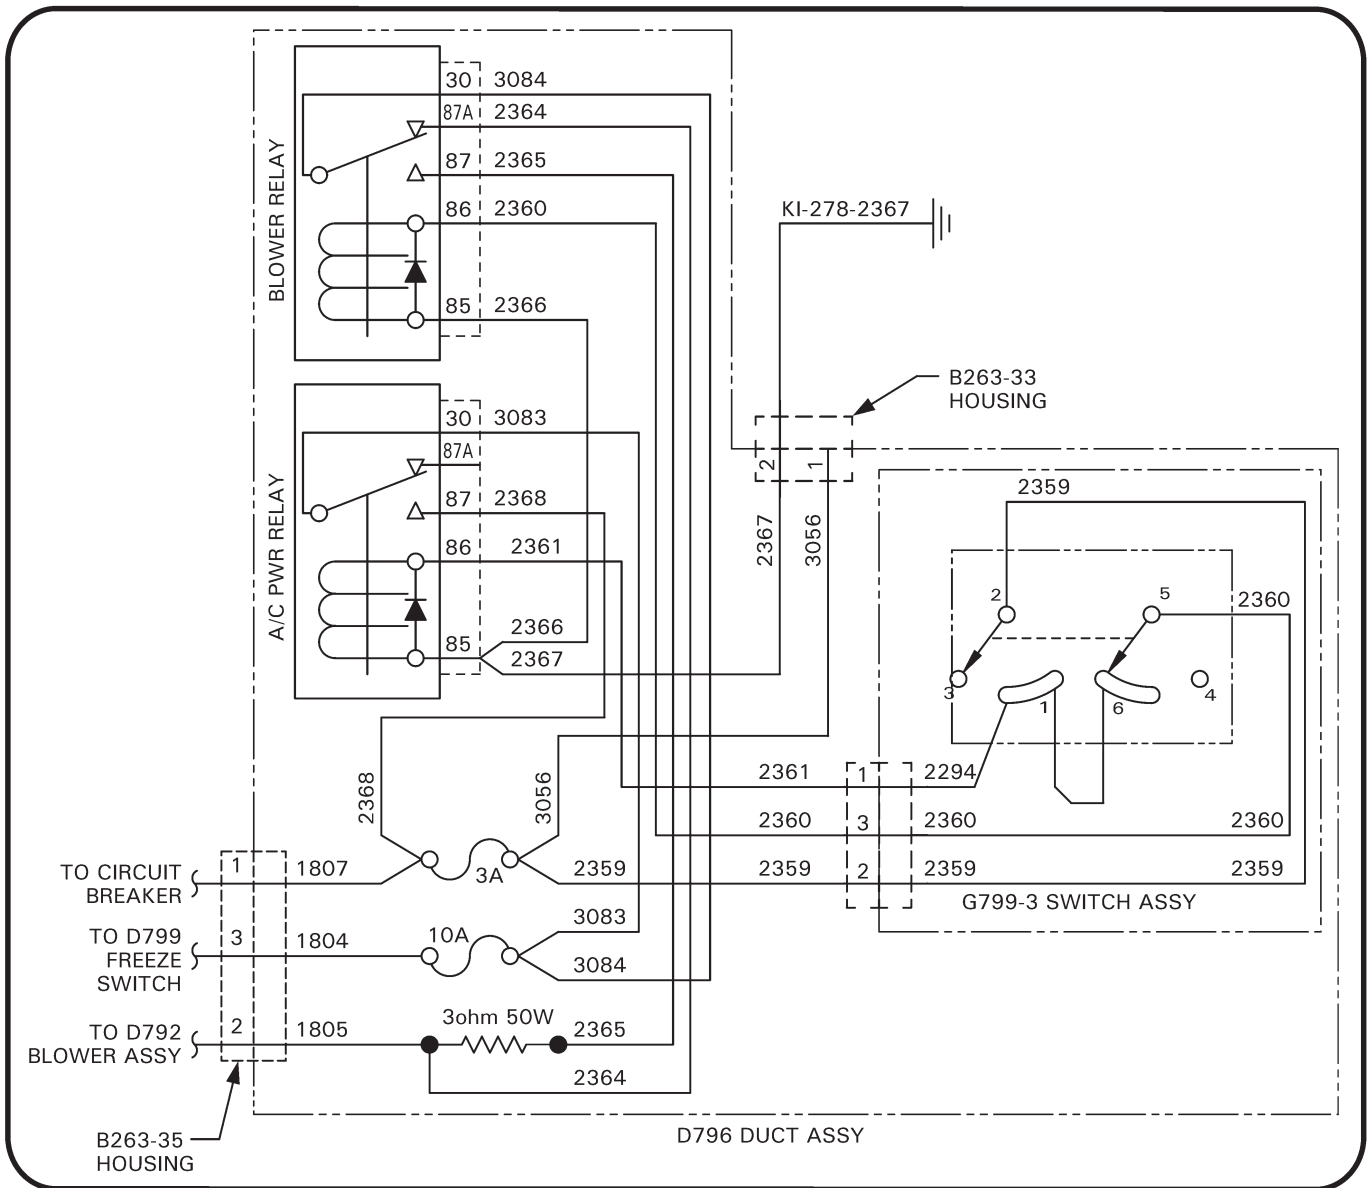 BLOWER RELAY
30 3084
87A 2364
87 2365
86 2360
85 2366
KI-278-2367
B263-33
HOUSING
A/C PWR RELAY
30 3083
87A
87 2368
86 2361
85
2366
2367
2 1
2367
3056
2359
2
5
2360
3
1
6
4
2368
3056
2361
1
2294
2360
3
2360
2360
2359
2359
2
2359
2359
G799-3 SWITCH ASSY
TO CIRCUIT
BREAKER
1
1807
3A
TO D799
FREEZE
SWITCH
3
1804
10A
3083
3084
TO D792
BLOWER ASSY
2
1805
3ohm 50W
2365
2364
D796 DUCT ASSY
B263-35
HOUSING